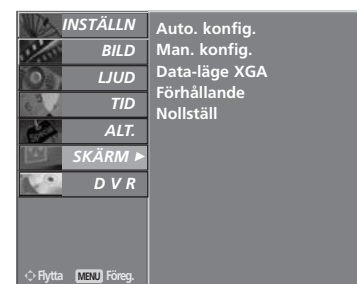 INSTÄLLN
BILD
LJUD
TID
ALT.
SKÄRM ►
D V R
Auto. konfig.
Man. konfig.
Data-läge XGA
Förhållande
Nollställ
Flytta MENU Föreg.